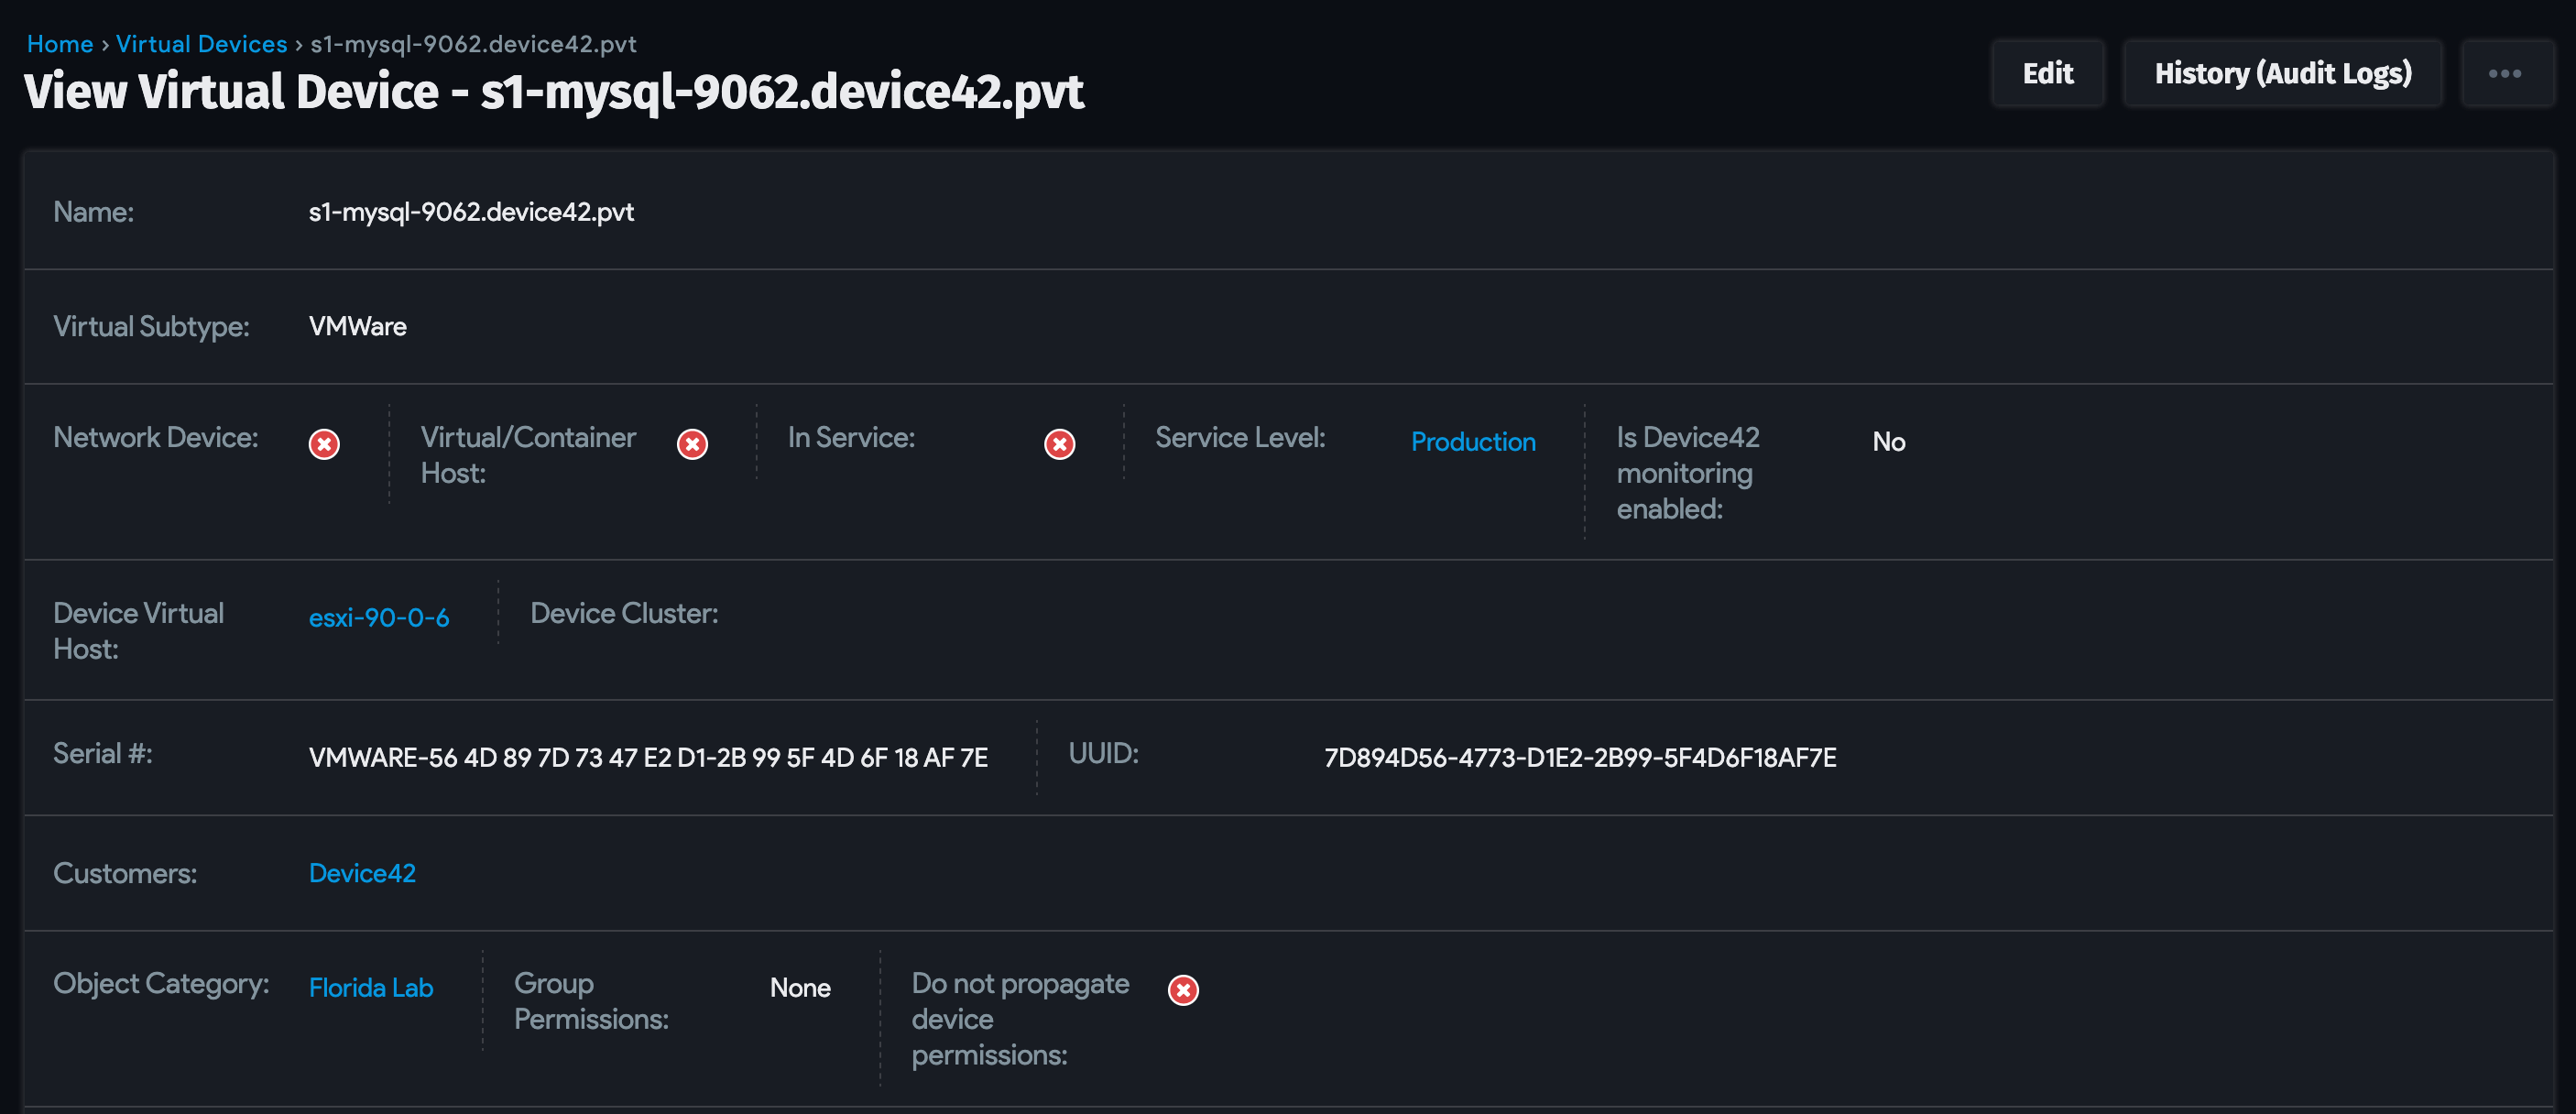 Home › Virtual Devices › s1-mysql-9062.device42.pvt
View Virtual Device - s1-mysql-9062.device42.pvt
Edit
History (Audit Logs)
•••
Name: s1-mysql-9062.device42.pvt
Virtual Subtype: VMWare
Network Device:
Virtual/Container
Host:
In Service:
Service Level: Production
Is Device42
monitoring
enabled:
No
Device Virtual
Host:
esxi-90-0-6
Device Cluster:
Serial #: VMWARE-56 4D 89 7D 73 47 E2 D1-2B 99 5F 4D 6F 18 AF 7E
UUID: 7D894D56-4773-D1E2-2B99-5F4D6F18AF7E
Customers: Device42
Object Category: Florida Lab
Group
Permissions:
None
Do not propagate
device
permissions: